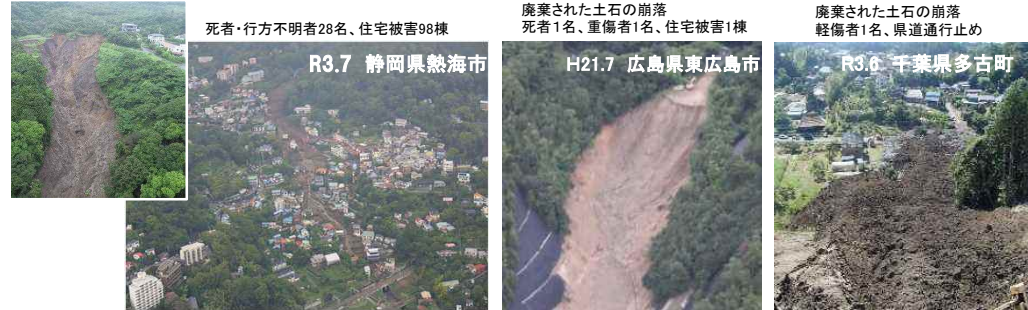 死者・行方不明者28名、住宅被害98棟
R3.7 静岡県熱海市
廃棄された土石の崩落
死者1名、重傷者1名、住宅被害1棟
H21.7 広島県東広島市
廃棄された土石の崩落
軽傷者1名、県道通行止め
R3.6 千葉県多古町